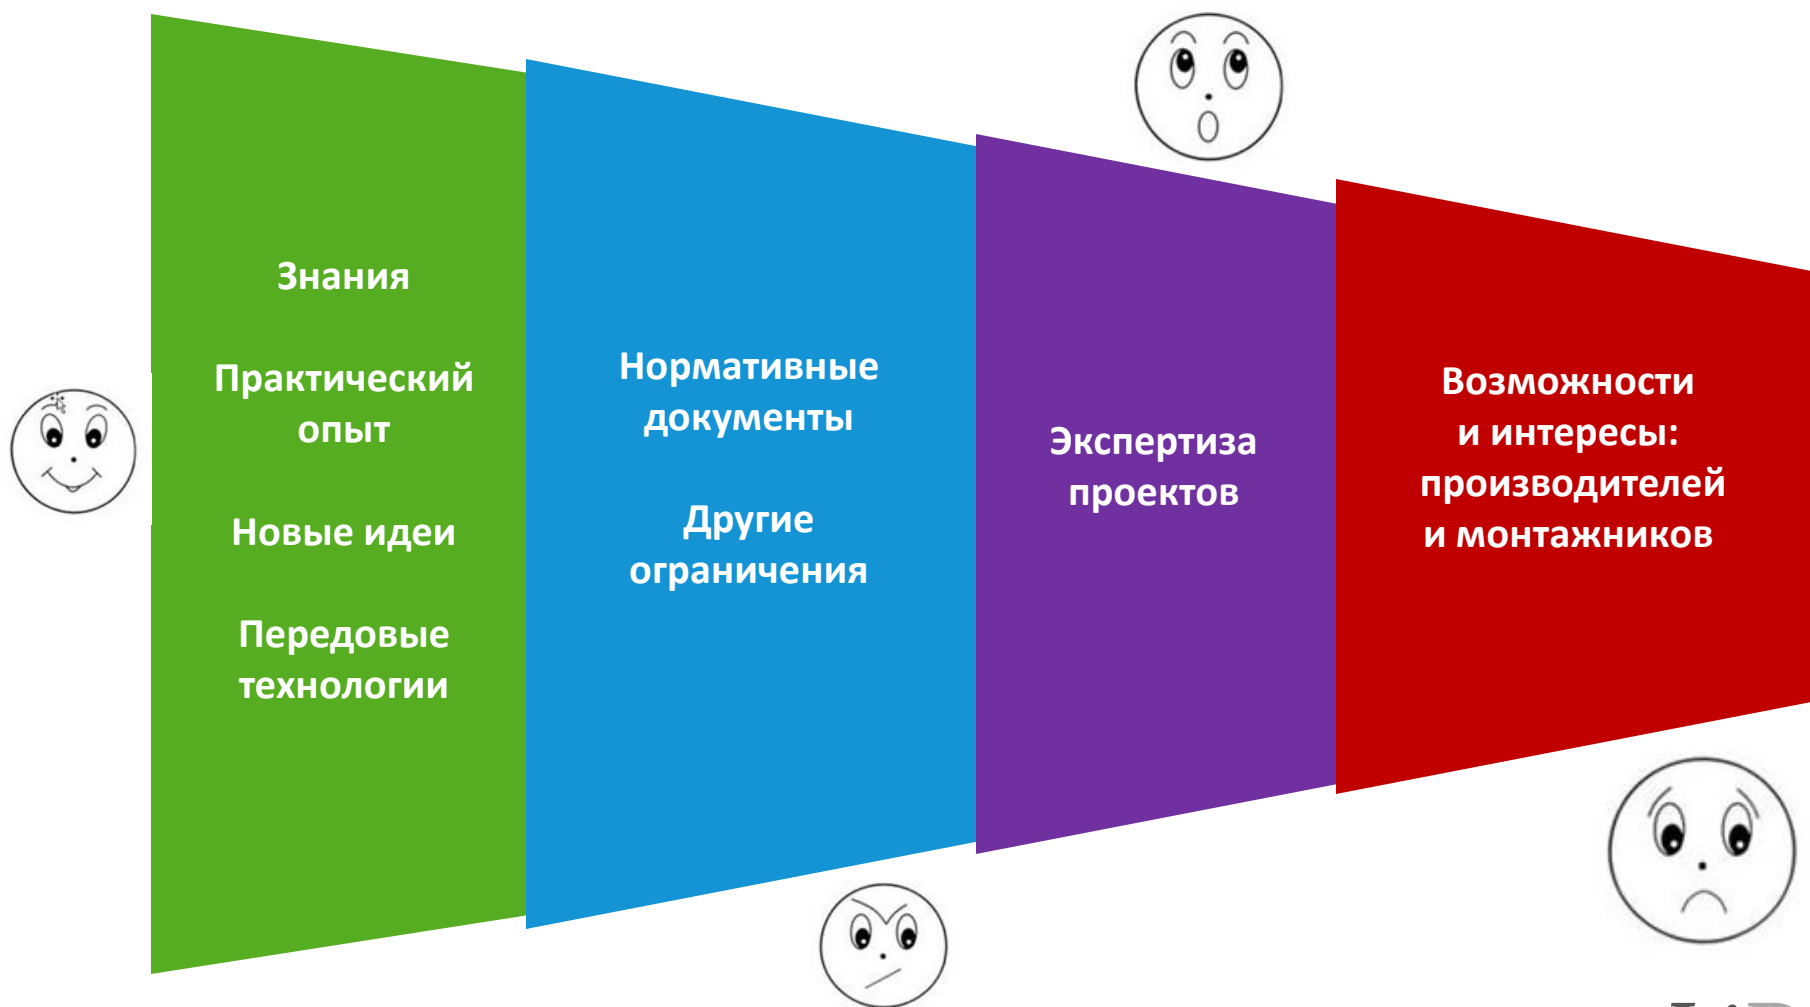 Знания
Практический
опыт
Новые идеи
Передовые
технологии
Нормативные
документы
Другие
ограничения
Экспертиза
проектов
Возможности
и интересы:
производителей
и монтажников